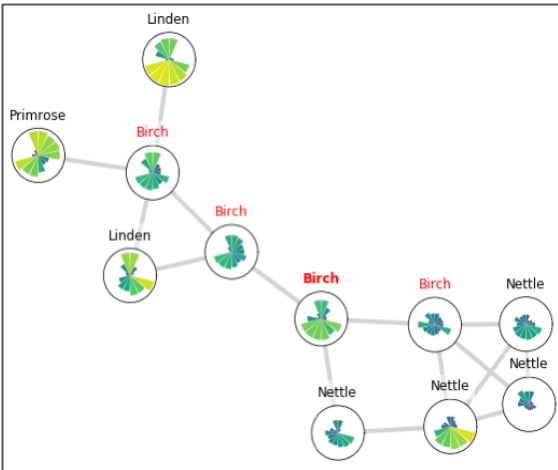 Linden
Primrose
Birch
Birch
Linden
Birch
Birch
Nettle
Nettle
Nettle
Nettle